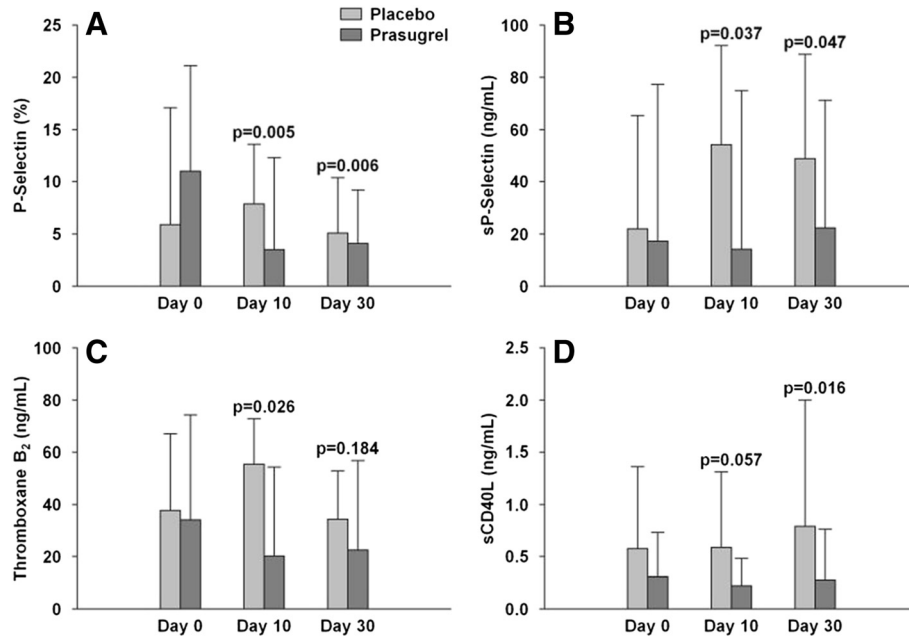 A
Placebo
Prasugrel
P-Selectin (%)
25
20
15
10
5
0
p=0.005
p=0.006
Day 0 Day 10 Day 30
B
sP-Selectin (ng/mL)
100
80
60
40
20
0
p=0.037
p=0.047
Day 0 Day 10 Day 30
C
Thromboxane B₂ (ng/mL)
100
80
60
40
20
0
p=0.026
p=0.184
Day 0 Day 10 Day 30
D
sCD40L (ng/mL)
2.5
2.0
1.5
1.0
0.5
0.0
p=0.057
p=0.016
Day 0 Day 10 Day 30